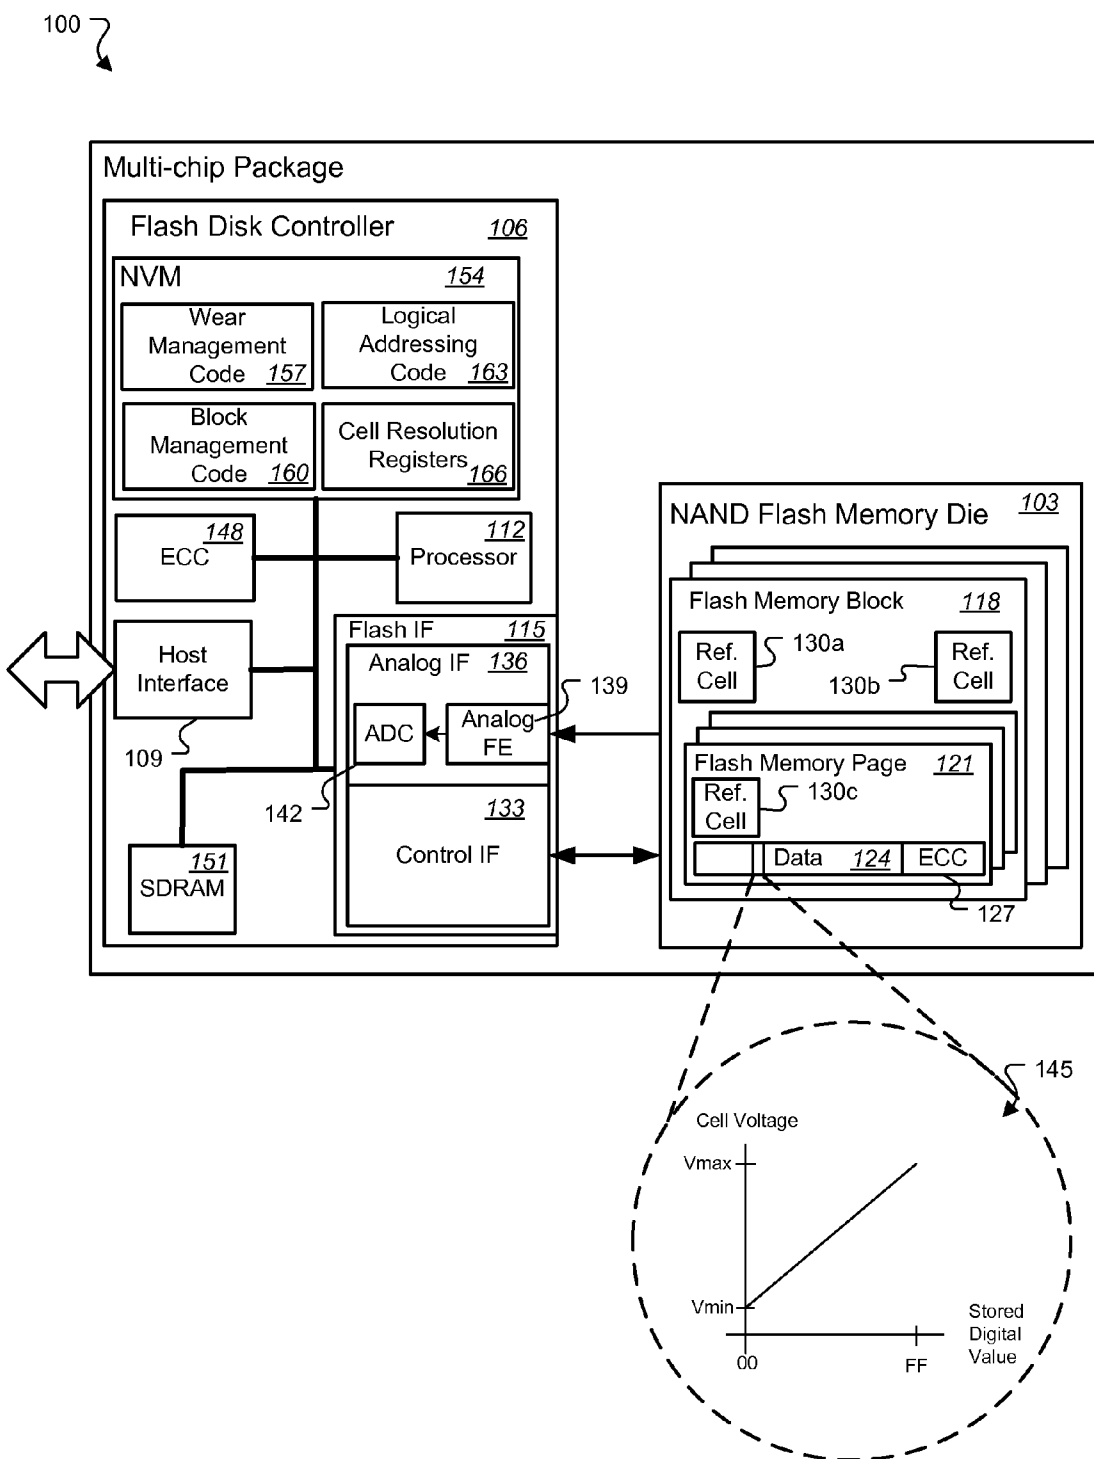 100
Multi-chip Package
Flash Disk Controller 106
NVM 154
Wear
Management
Code 157
Logical
Addressing
Code 163
Block
Management
Code 160
Cell Resolution
Registers 166
148
ECC
112
Processor
Host
Interface
109
Flash IF 115
Analog IF 136
139
ADC
Analog
FE
142
133
Control IF
151
SDRAM
NAND Flash Memory Die 103
Flash Memory Block 118
Ref.
Cell
130a
130b
Ref.
Cell
Flash Memory Page 121
Ref.
Cell
130c
Data 124 ECC
127
145
Cell Voltage
Vmax
Vmin
00
FF
Stored
Digital
Value